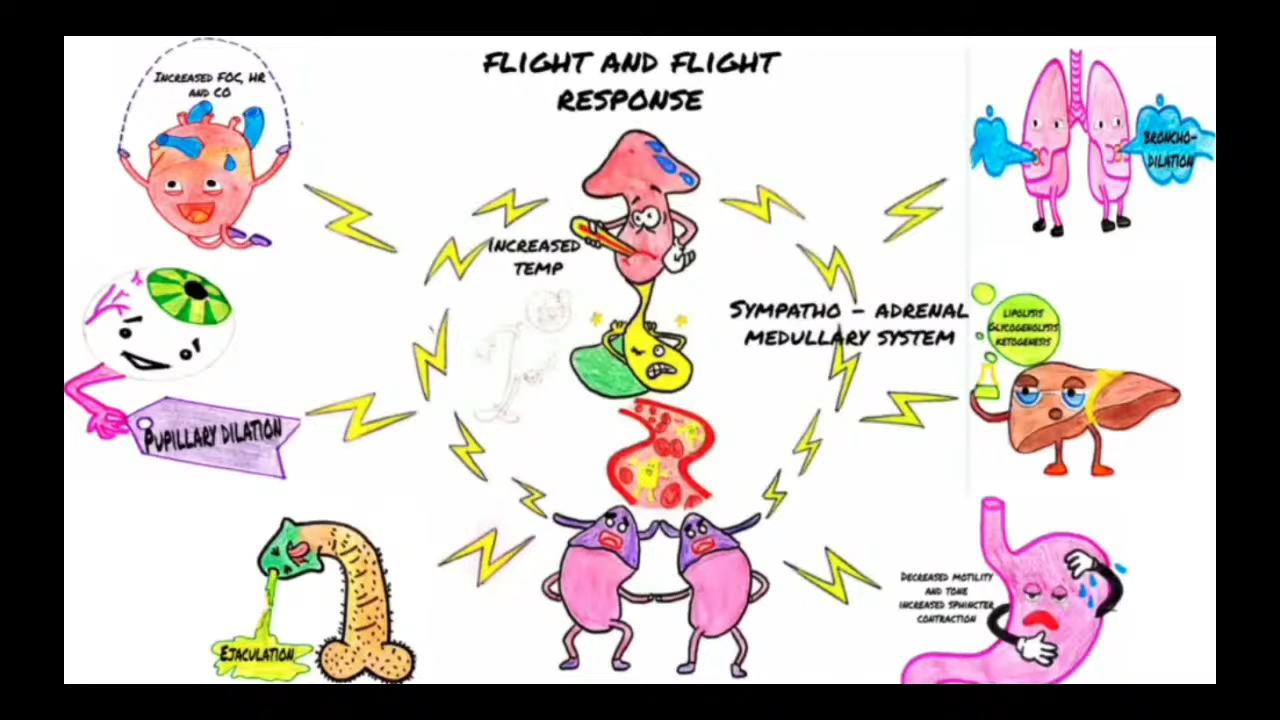 FLIGHT AND FLIGHT
RESPONSE
INCREASED FOC, HR
AND CO
BRONCHO-
DILATION
INCREASED
TEMP
SYMPATHO - ADRENAL
MEDULLARY SYSTEM
LIPOLYSIS
GLYCOGENOLYSIS
KETOGENESIS
PUPILLARY DILATION
DECREASED MOTILITY
AND TONE
INCREASED SPHINCTER
CONTRACTION
EJACULATION